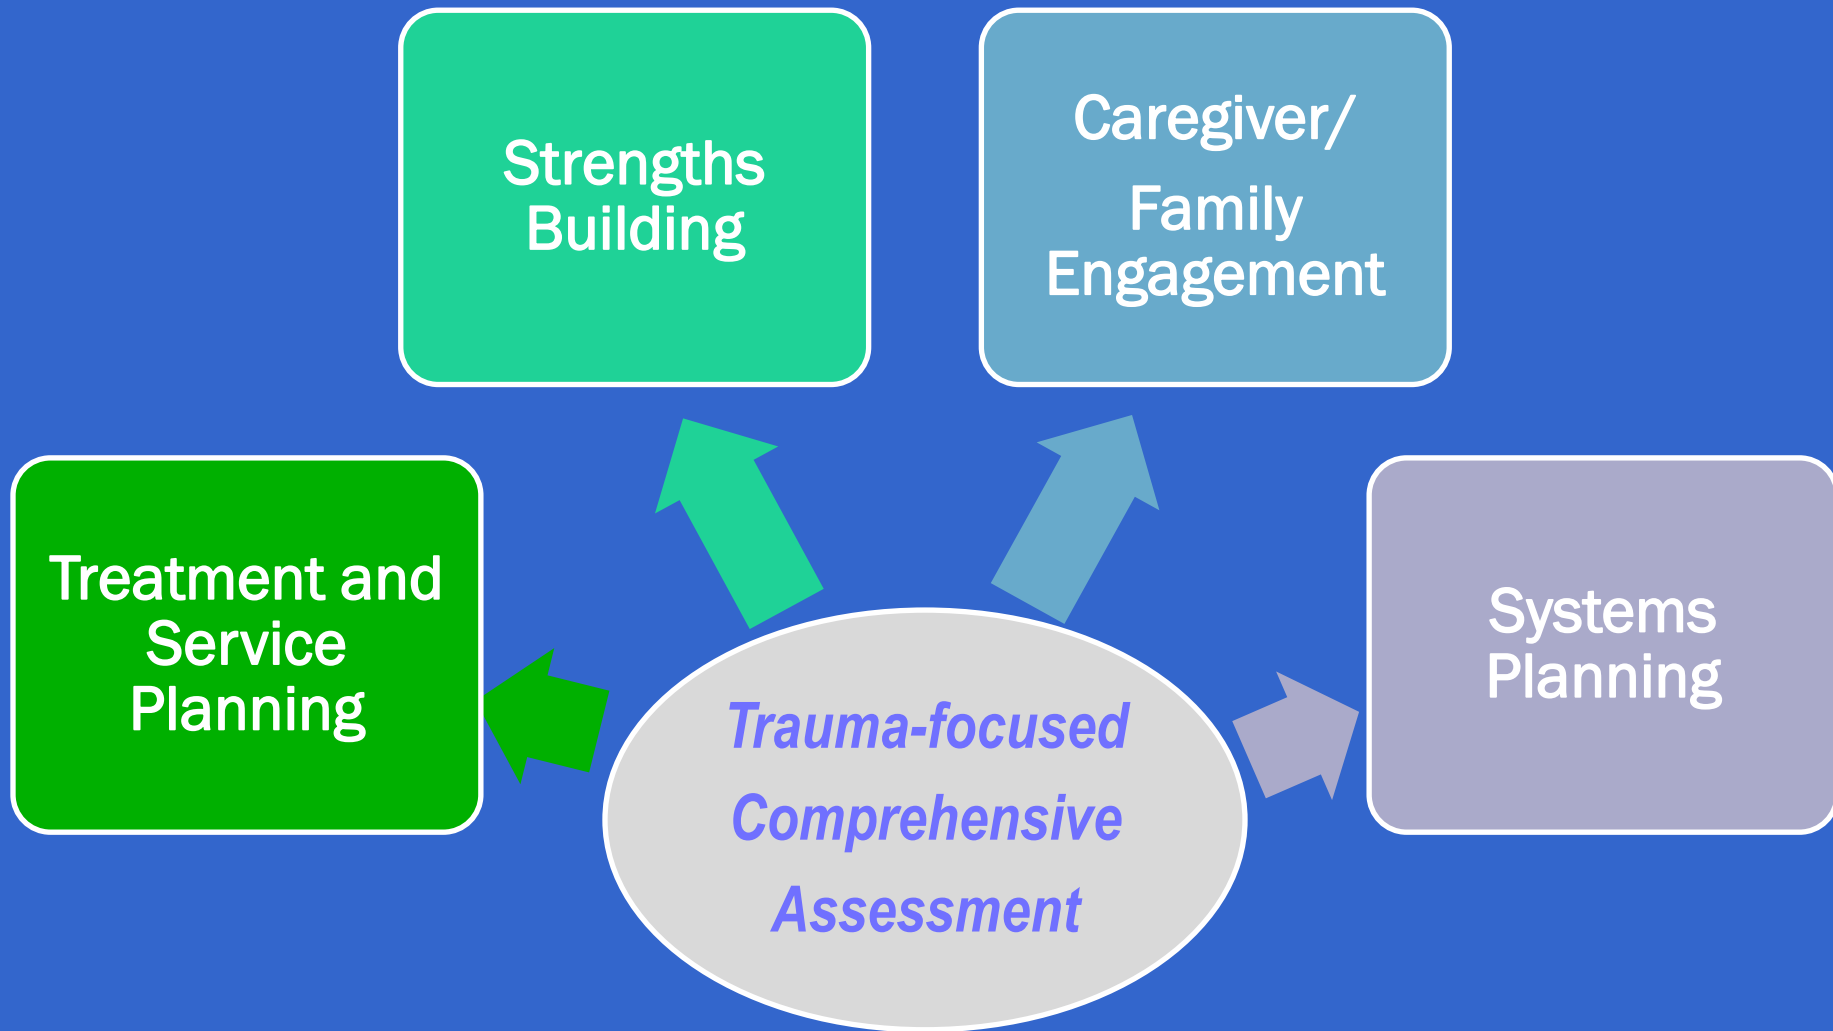 Strengths
Building
Caregiver/
Family
Engagement
Treatment and
Service
Planning
Systems
Planning
Trauma-focused
Comprehensive
Assessment